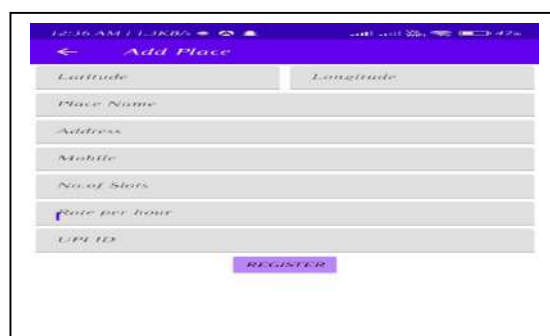 12:36 AM | 1.3KB/s 47%
Add Place
Latitude Longitude
Place Name
Address
Mobile
No.of Slots
Rate per hour
UPI ID
REGISTER